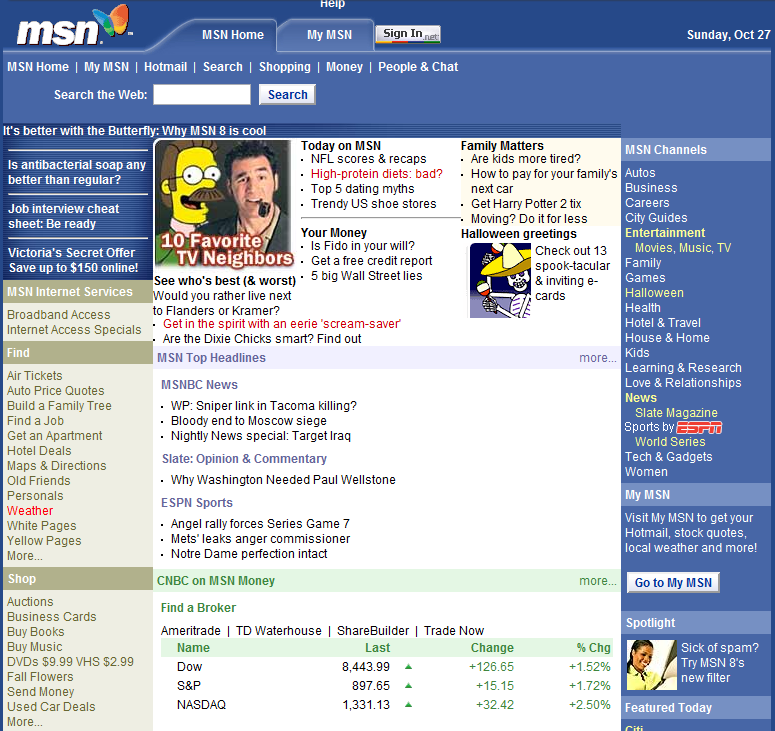 Help
msn
MSN Home
My MSN
Sign In .net
Sunday, Oct 27
MSN Home | My MSN | Hotmail | Search | Shopping | Money | People & Chat
Search the Web:
Search
It's better with the Butterfly: Why MSN 8 is cool
Is antibacterial soap any
better than regular?
Job interview cheat
sheet: Be ready
Victoria's Secret Offer
Save up to $150 online!
MSN Internet Services
Broadband Access
Internet Access Specials
Find
Air Tickets
Auto Price Quotes
Build a Family Tree
Find a Job
Get an Apartment
Hotel Deals
Maps & Directions
Old Friends
Personals
Weather
White Pages
Yellow Pages
More...
Shop
Auctions
Business Cards
Buy Books
Buy Music
DVDs $9.99 VHS $2.99
Fall Flowers
Send Money
Used Car Deals
More...
10 Favorite
TV Neighbors
See who's best (& worst)
Would you rather live next
to Flanders or Kramer?
Get in the spirit with an eerie 'scream-saver'
Are the Dixie Chicks smart? Find out
Today on MSN
NFL scores & recaps
High-protein diets: bad?
Top 5 dating myths
Trendy US shoe stores
Your Money
Is Fido in your will?
Get a free credit report
5 big Wall Street lies
Family Matters
Are kids more tired?
How to pay for your family's
next car
Get Harry Potter 2 tix
Moving? Do it for less
Halloween greetings
Check out 13
spook-tacular
& inviting e-
cards
MSN Top Headlines
more...
MSNBC News
WP: Sniper link in Tacoma killing?
Bloody end to Moscow siege
Nightly News special: Target Iraq
Slate: Opinion & Commentary
Why Washington Needed Paul Wellstone
ESPN Sports
Angel rally forces Series Game 7
Mets' leaks anger commissioner
Notre Dame perfection intact
CNBC on MSN Money
more...
Find a Broker
Ameritrade | TD Waterhouse | ShareBuilder | Trade Now
Name Last Change % Chg
Dow 8,443.99 +126.65 +1.52%
S&P 897.65 +15.15 +1.72%
NASDAQ 1,331.13 +32.42 +2.50%
MSN Channels
Autos
Business
Careers
City Guides
Entertainment
Movies, Music, TV
Family
Games
Halloween
Health
Hotel & Travel
House & Home
Kids
Learning & Research
Love & Relationships
News
Slate Magazine
Sports by ESPN
World Series
Tech & Gadgets
Women
My MSN
Visit My MSN to get your
Hotmail, stock quotes,
local weather and more!
Go to My MSN
Spotlight
Sick of spam?
Try MSN 8's
new filter
Featured Today
Citi